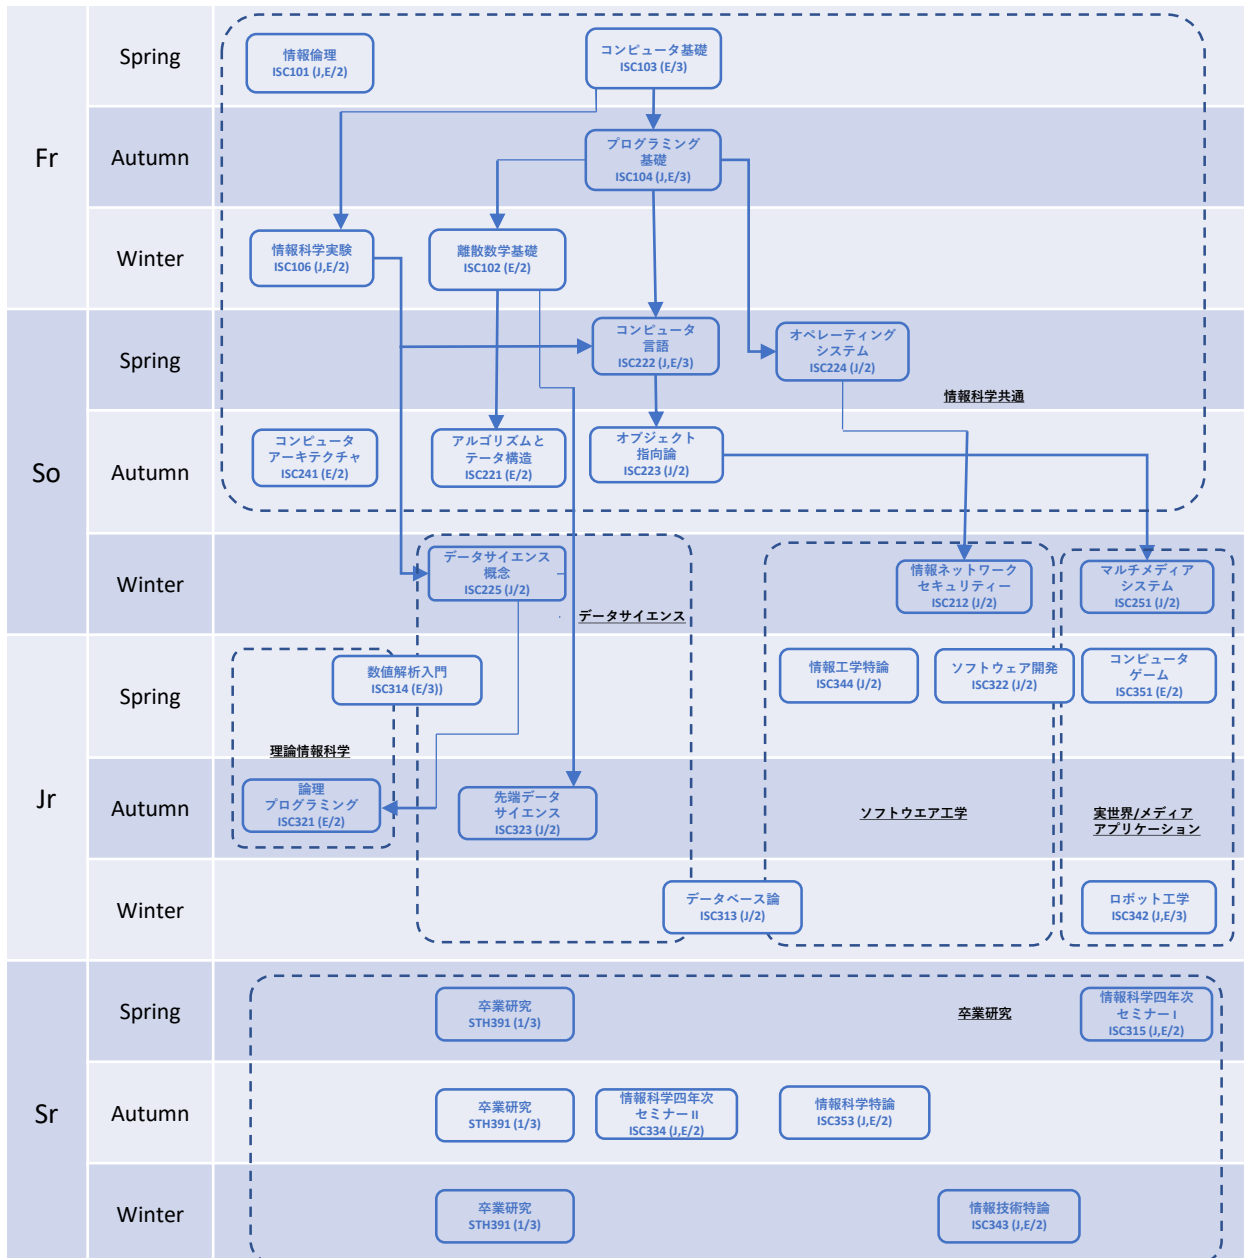 Fr
Spring
情報倫理
ISC101 (J,E/2)
コンピュータ基礎
ISC103 (E/3)
Autumn
プログラミング
基礎
ISC104 (J,E/3)
Winter
情報科学実験
ISC106 (J,E/2)
離散数学基礎
ISC102 (E/2)
So
Spring
コンピュータ
言語
ISC222 (J,E/3)
オペレーティング
システム
ISC224 (J/2)
情報科学共通
Autumn
コンピュータ
アーキテクチャ
ISC241 (E/2)
アルゴリズムと
テータ構造
ISC221 (E/2)
オブジェクト
指向論
ISC223 (J/2)
Winter
データサイエンス
概念
ISC225 (J/2)
データサイエンス
情報ネットワーク
セキュリティー
ISC212 (J/2)
マルチメディア
システム
ISC251 (J/2)
Jr
Spring
数値解析入門
ISC314 (E/3))
情報工学特論
ISC344 (J/2)
ソフトウェア開発
ISC322 (J/2)
コンピュータ
ゲーム
ISC351 (E/2)
理論情報科学
Autumn
論理
プログラミング
ISC321 (E/2)
先端データ
サイエンス
ISC323 (J/2)
ソフトウエア工学
実世界/メディア
アプリケーション
Winter
データベース論
ISC313 (J/2)
ロボット工学
ISC342 (J,E/3)
Sr
Spring
卒業研究
STH391 (1/3)
卒業研究
情報科学四年次
セミナー I
ISC315 (J,E/2)
Autumn
卒業研究
STH391 (1/3)
情報科学四年次
セミナー II
ISC334 (J,E/2)
情報科学特論
ISC353 (J,E/2)
Winter
卒業研究
STH391 (1/3)
情報技術特論
ISC343 (J,E/2)